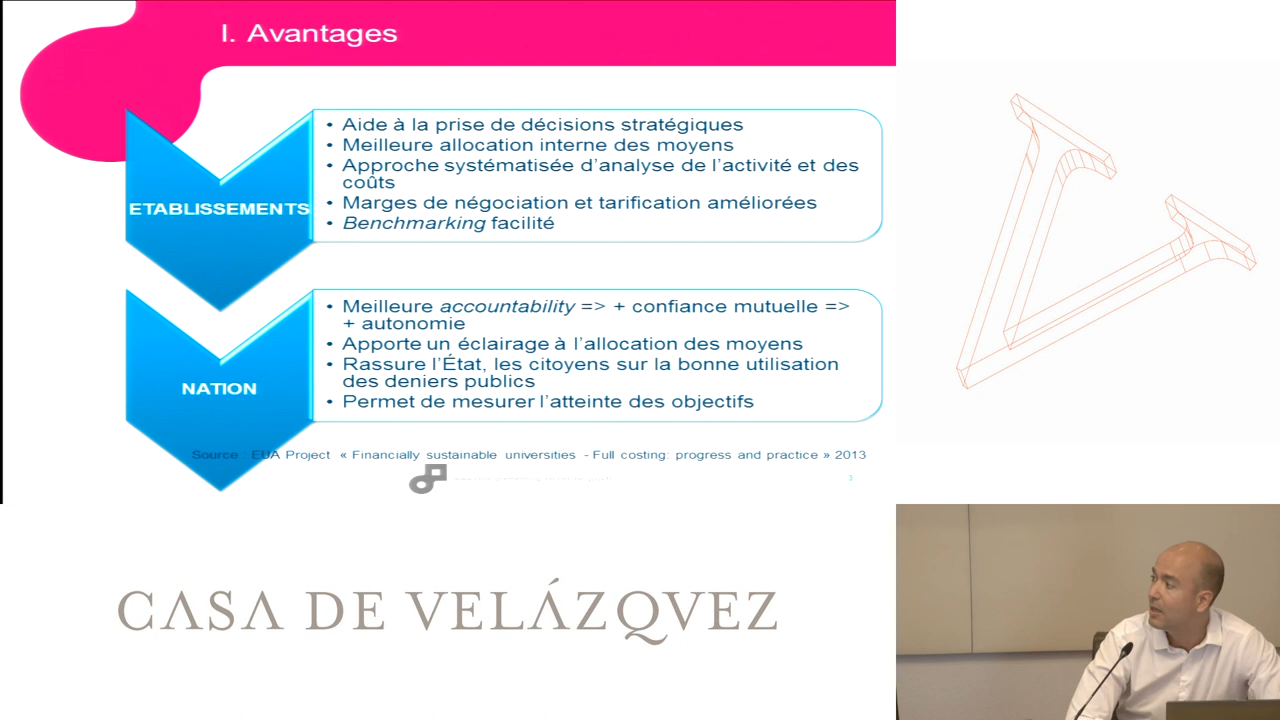 I. Avantages
ETABLISSEMENTS
• Aide à la prise de décisions stratégiques
• Meilleure allocation interne des moyens
• Approche systématisée d’analyse de l’activité et des
coûts
• Marges de négociation et tarification améliorées
• Benchmarking facilité
NATION
• Meilleure accountability => + confiance mutuelle =>
+ autonomie
• Apporte un éclairage à l’allocation des moyens
• Rassure l’État, les citoyens sur la bonne utilisation
des deniers publics
• Permet de mesurer l’atteinte des objectifs
Source : EUA Project « Financially sustainable universities - Full costing: progress and practice » 2013
3
CASA DE VELÁZQVEZ